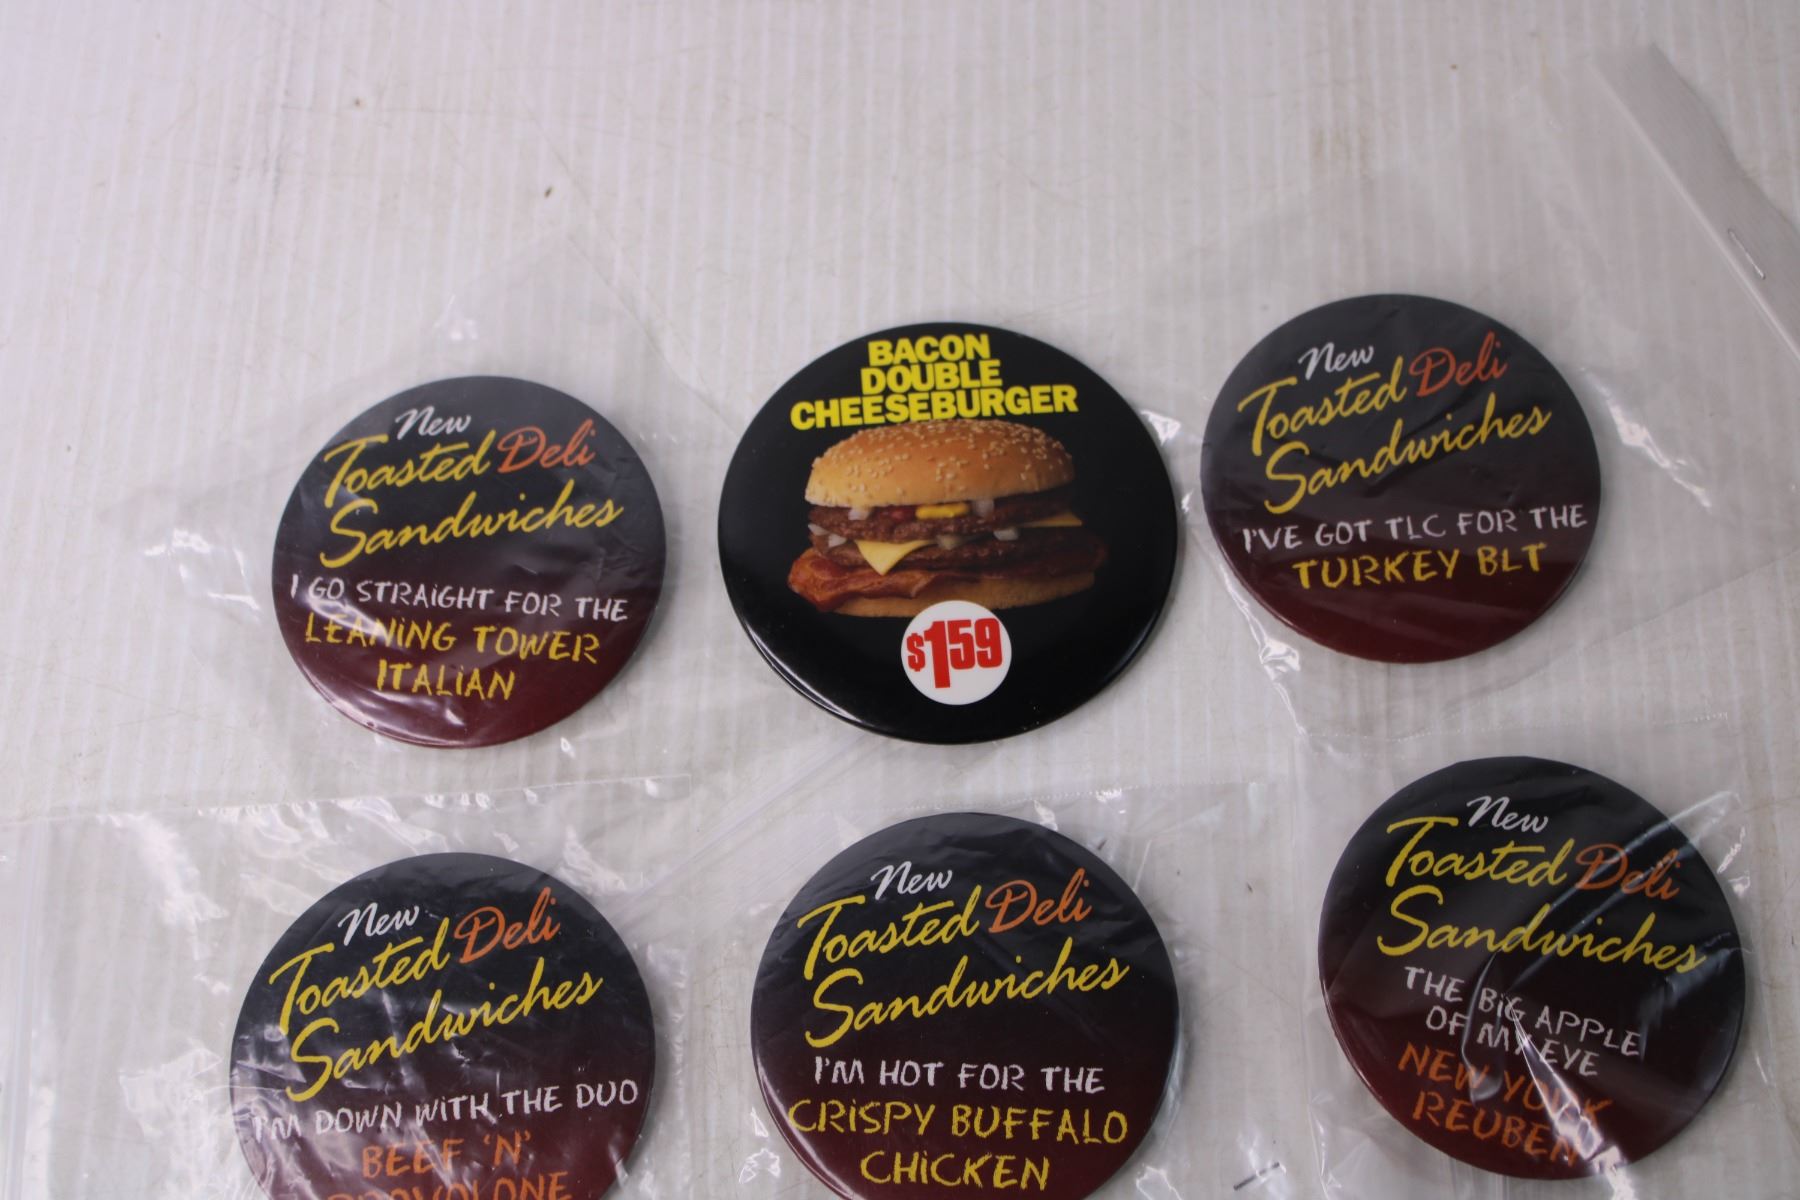 New
Toasted Deli
Sandwiches
I GO STRAIGHT FOR THE
LEANING TOWER
ITALIAN
BACON
DOUBLE
CHEESEBURGER
$159
New
Toasted Deli
Sandwiches
I'VE GOT TLC FOR THE
TURKEY BLT
New
Toasted Deli
Sandwiches
I'M DOWN WITH THE DUO
BEEF 'N'
PROVOLONE
New
Toasted Deli
Sandwiches
I'M HOT FOR THE
CRISPY BUFFALO
CHICKEN
New
Toasted Deli
Sandwiches
THE BIG APPLE
OF MY EYE
NEW YORK
REUBEN